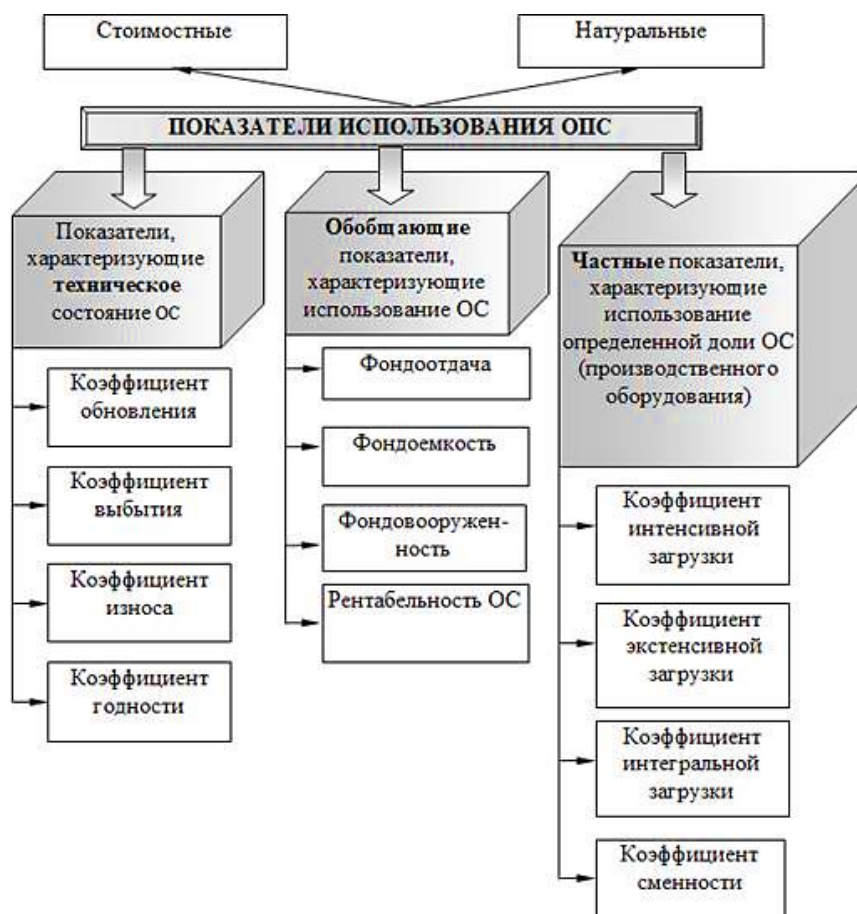 Стоимостные
Натуральные
ПОКАЗАТЕЛИ ИСПОЛЬЗОВАНИЯ ОПС
Показатели,
характеризующие
техническое
состояние ОС
Коэффициент
обновления
Коэффициент
выбытия
Коэффициент
износа
Коэффициент
годности
Обобщающие
показатели,
характеризующие
использование ОС
Фондоотдача
Фондоемкость
Фондовооружен-
ность
Рентабельность ОС
Частные показатели,
характеризующие
использование
определенной доли ОС
(производственного
оборудования)
Коэффициент
интенсивной
загрузки
Коэффициент
экстенсивной
загрузки
Коэффициент
интегральной
загрузки
Коэффициент
сменности